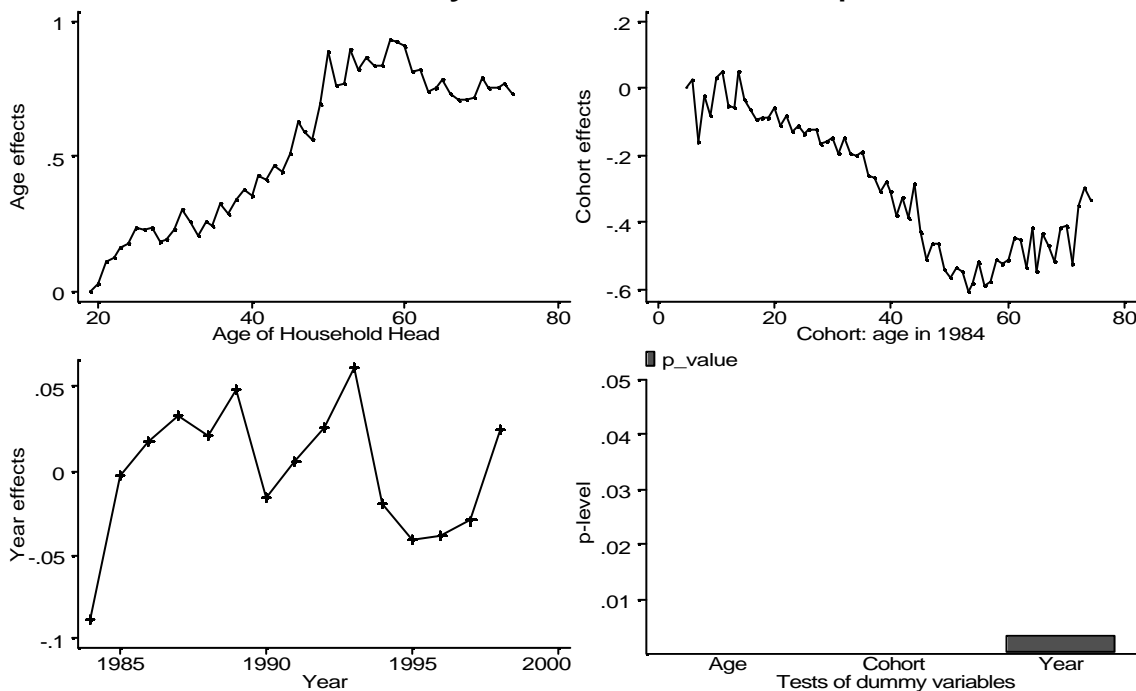 1
.5
0
Age effects
20 40 60 80
Age of Household Head
.2
0
-.2
-.4
-.6
Cohort effects
0 20 40 60 80
Cohort: age in 1984
.05
0
-.05
-.1
Year effects
1985 1990 1995 2000
Year
p_value
.05
.04
.03
.02
.01
p-level
Age Cohort Year
Tests of dummy variables